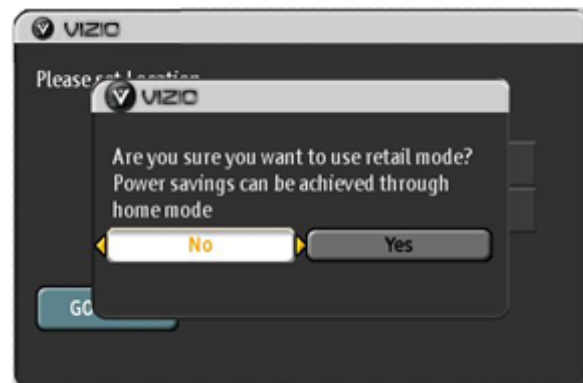 VIZIO
Please set Location
VIZIO
Are you sure you want to use retail mode?
Power savings can be achieved through
home mode
No
Yes